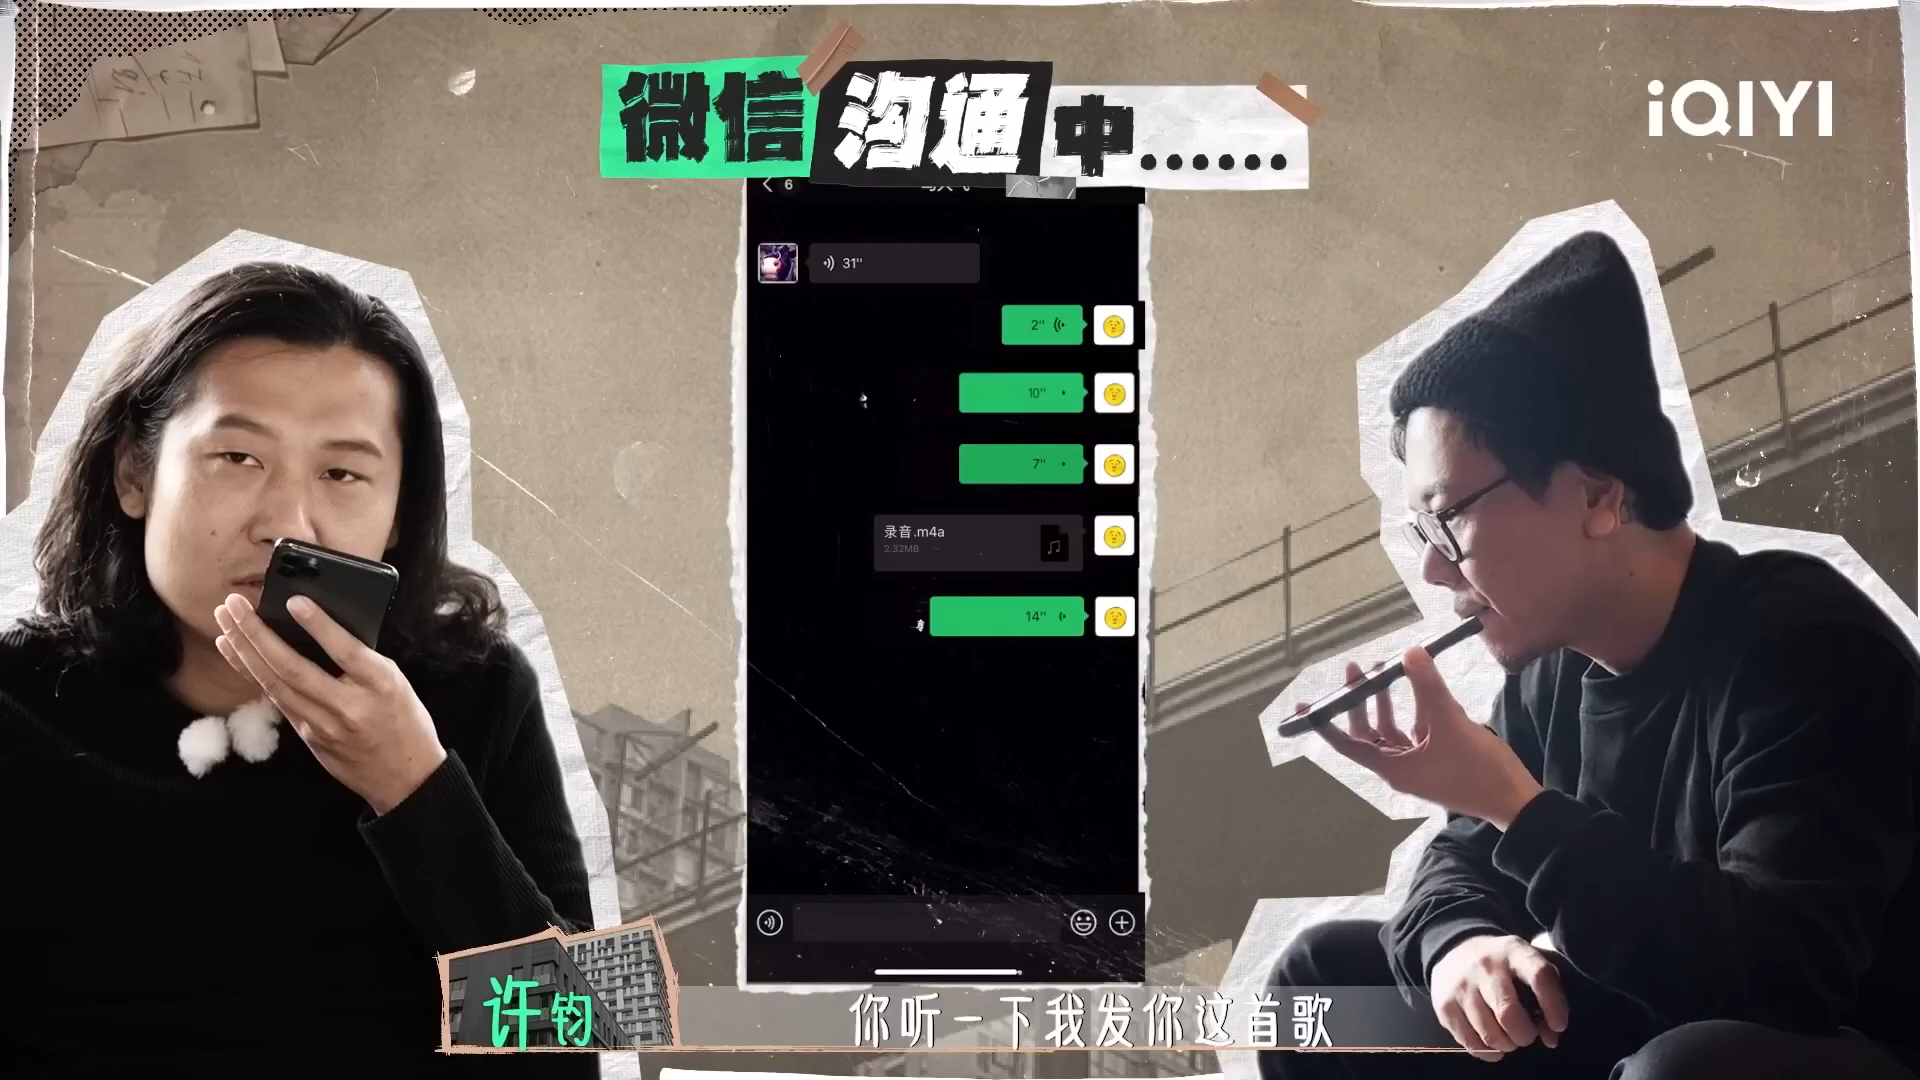 微信沟通中......
iQIYI
6
31"
2"
10"
7"
录音.m4a
2.32MB
14"
许钧
你听一下我发你这首歌